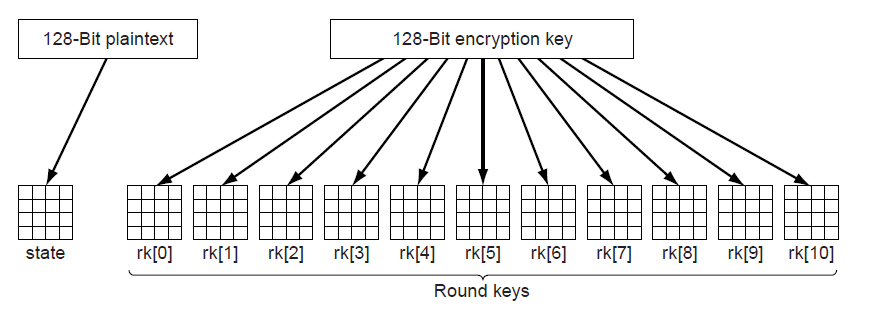 128-Bit plaintext
128-Bit encryption key
state
rk[0] rk[1] rk[2] rk[3] rk[4] rk[5] rk[6] rk[7] rk[8] rk[9] rk[10]
Round keys